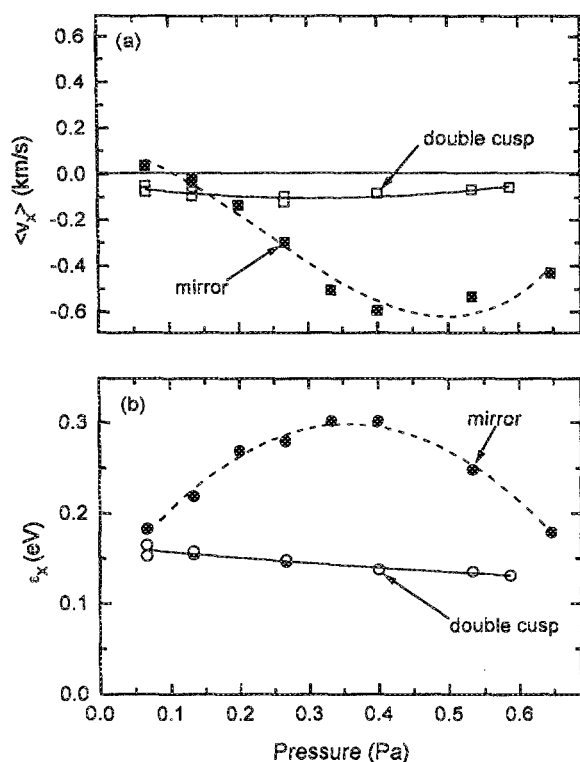 (a)
0.6
0.4
0.2
0.0
-0.2
-0.4
-0.6
<v_x> (km/s)
double cusp
mirror
(b)
0.3
0.2
0.1
0.0
ε_x (eV)
mirror
double cusp
0.0 0.1 0.2 0.3 0.4 0.5 0.6
Pressure (Pa)